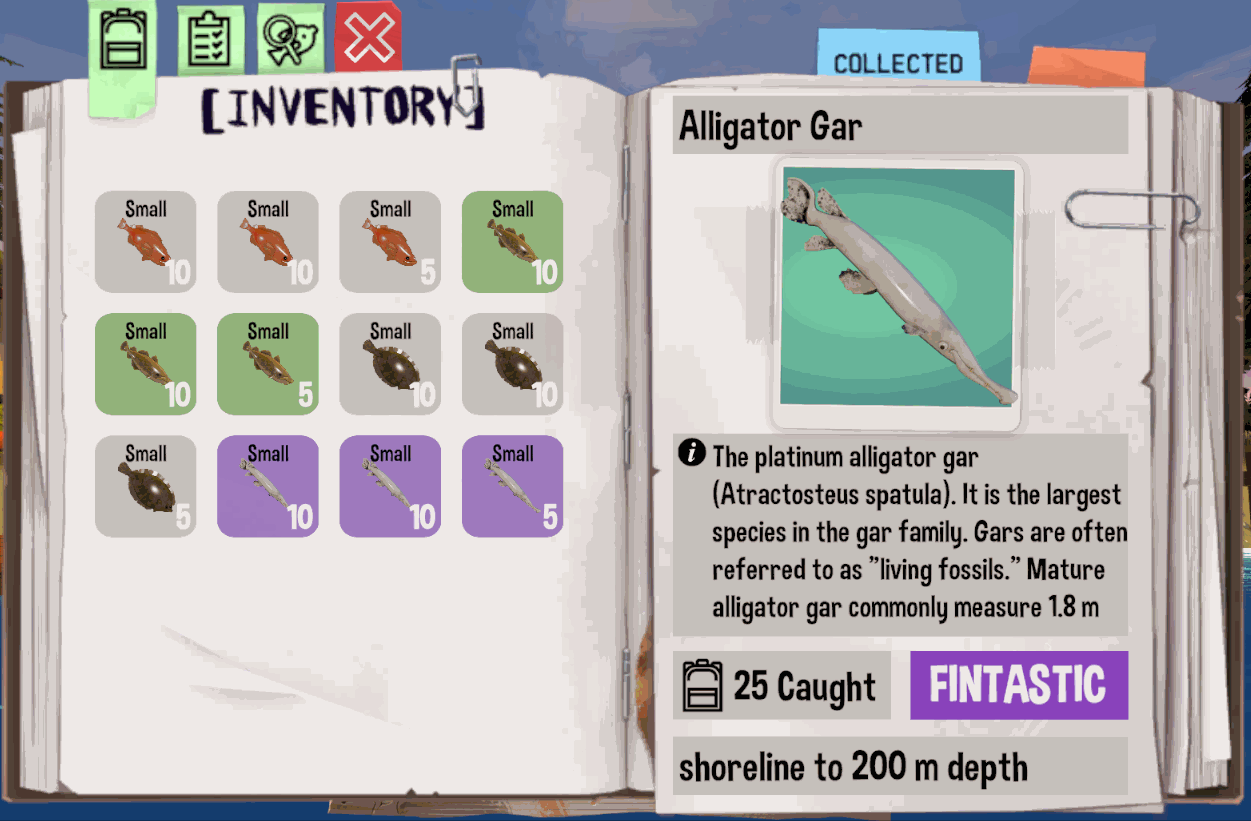 COLLECTED
[INVENTORY]
Alligator Gar
Small
Small
Small
Small
10
10
5
10
Small
Small
Small
Small
10
5
10
10
Small
Small
Small
Small
5
10
10
5
i
The platinum alligator gar
(Atractosteus spatula). It is the largest
species in the gar family. Gars are often
referred to as "living fossils." Mature
alligator gar commonly measure 1.8 m
25 Caught
FINTASTIC
shoreline to 200 m depth